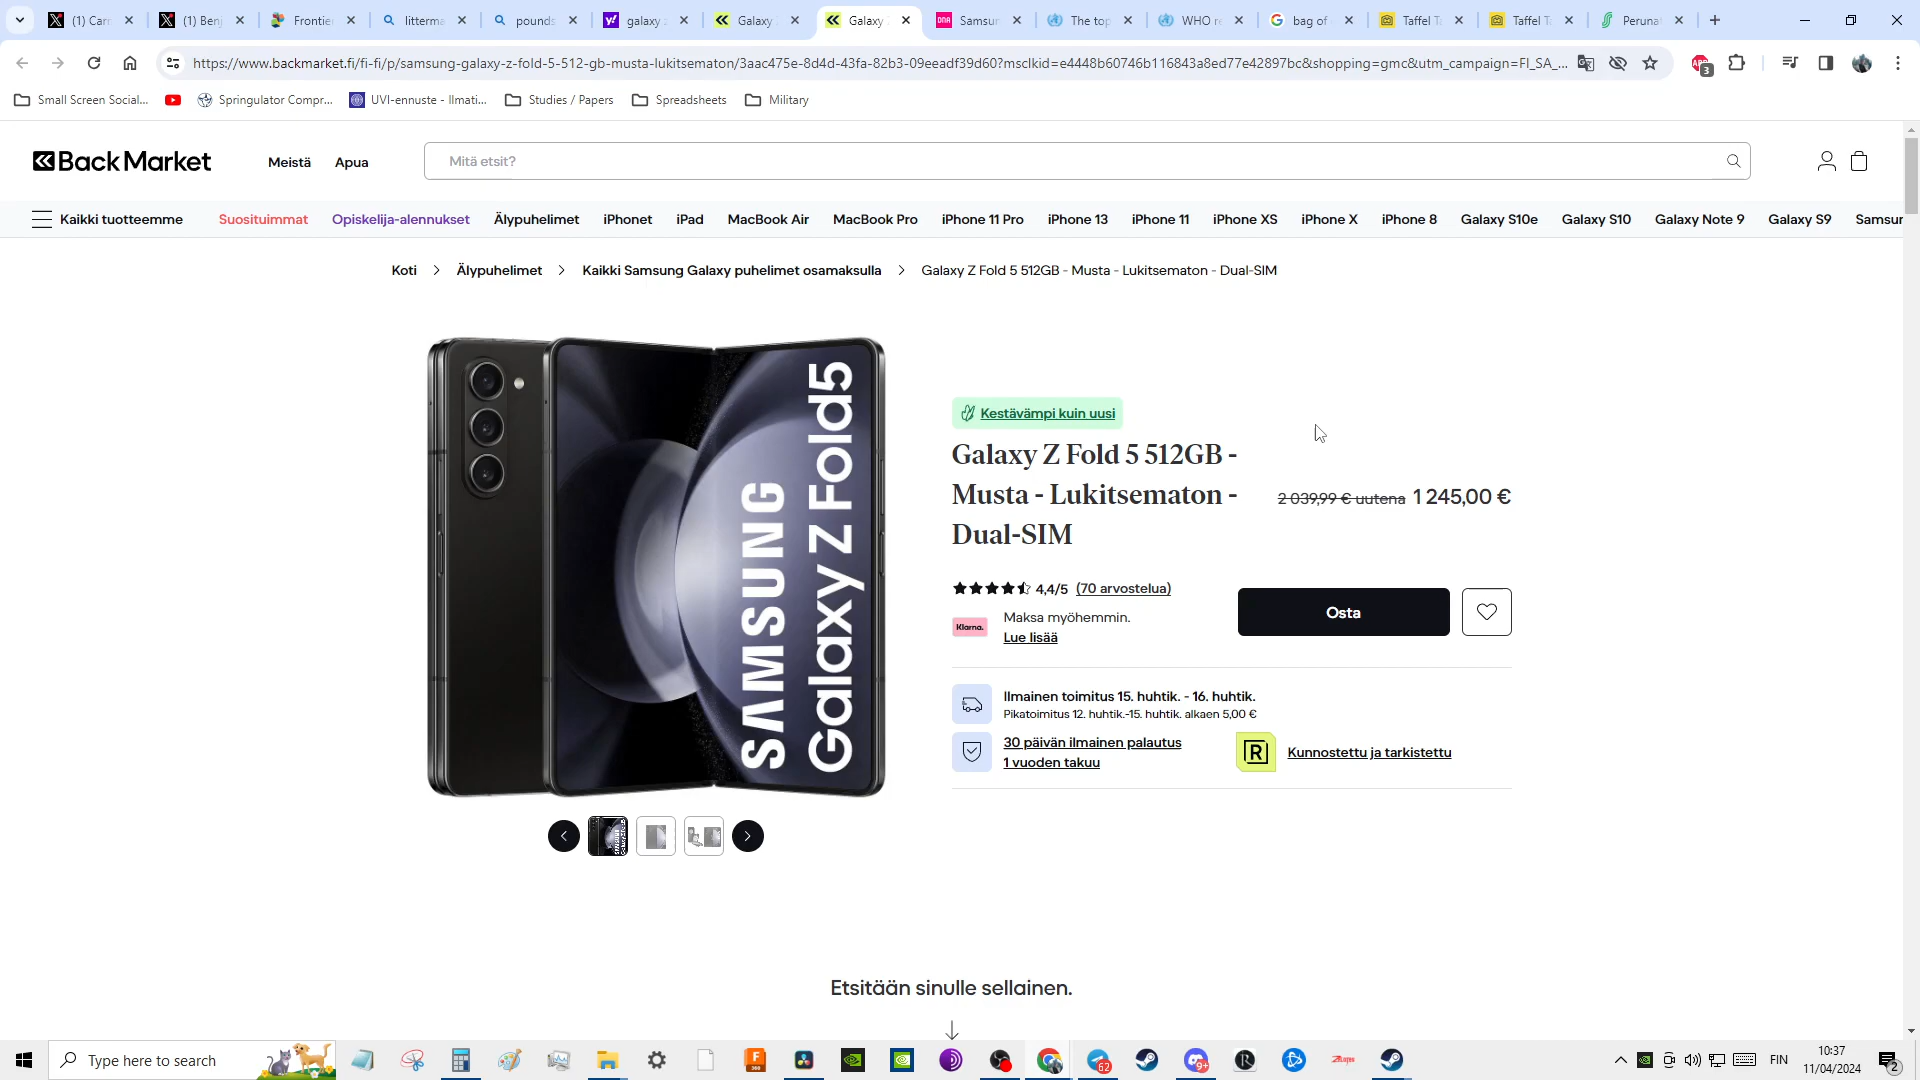 (1) Carn
(1) Benj
Frontie
litterma
pounds
galaxy z
Galaxy
Galaxy
Samsun
The top
WHO re
bag of
Taffel T
Taffel T
Peruna
https://www.backmarket.fi/fi-fi/p/samsung-galaxy-z-fold-5-512-gb-musta-lukitsematon/3aac475e-8d4d-43fa-82b3-09eeadf39d60?msclkid=e4448b60746b116843a8ed77e42897bc&shopping=gmc&utm_campaign=FI_SA_...
ABP
3
Small Screen Social...
Springulator Compr...
UVI-ennuste - Ilmati...
Studies / Papers
Spreadsheets
Military
Back Market
Meistä
Apua
Mitä etsit?
Kaikki tuotteemme
Suosituimmat
Opiskelija-alennukset
Älypuhelimet
iPhonet
iPad
MacBook Air
MacBook Pro
iPhone 11 Pro
iPhone 13
iPhone 11
iPhone XS
iPhone X
iPhone 8
Galaxy S10e
Galaxy S10
Galaxy Note 9
Galaxy S9
Samsur
Koti > Älypuhelimet > Kaikki Samsung Galaxy puhelimet osamaksulla > Galaxy Z Fold 5 512GB - Musta - Lukitsematon - Dual-SIM
SAMSUNG
Galaxy Z Fold5
Kestävämpi kuin uusi
Galaxy Z Fold 5 512GB -
Musta - Lukitsematon -
Dual-SIM
2 039,99 € uutena 1 245,00 €
4,4/5 (70 arvostelua)
Klarna.
Maksa myöhemmin.
Lue lisää
Osta
Ilmainen toimitus 15. huhtik. - 16. huhtik.
Pikatoimitus 12. huhtik.-15. huhtik. alkaen 5,00 €
30 päivän ilmainen palautus
1 vuoden takuu
R
Kunnostettu ja tarkistettu
Etsitään sinulle sellainen.
Type here to search
62
9+
FIN
10:37
11/04/2024
2